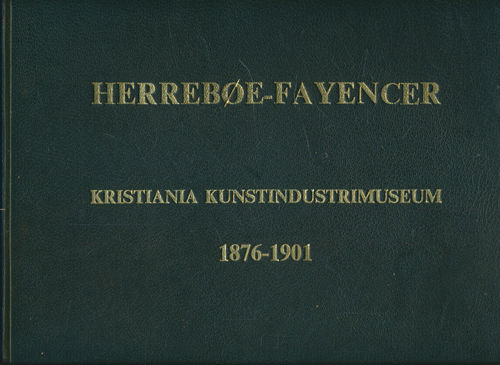 HERREBØE-FAYENCER
KRISTIANIA KUNSTINDUSTRIMUSEUM
1876-1901